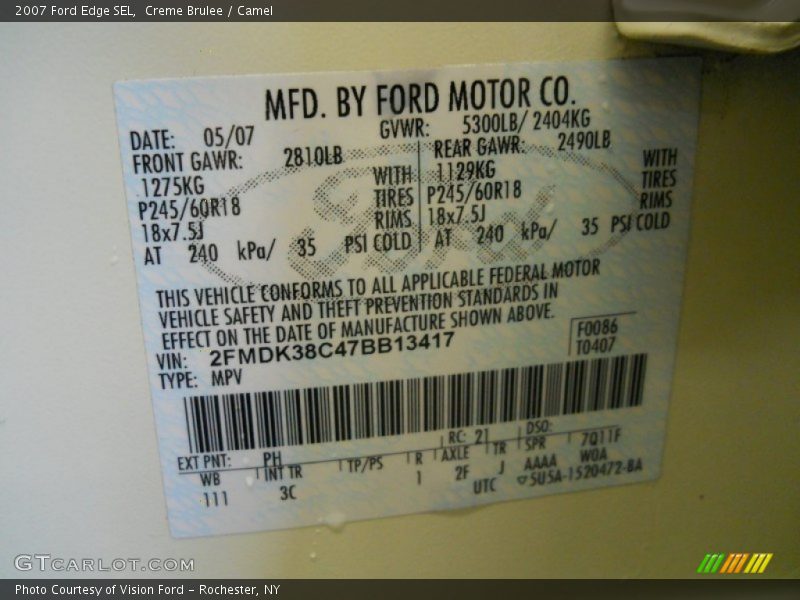 2007 Ford Edge SEL, Creme Brulee / Camel
MFD. BY FORD MOTOR CO.
DATE: 05/07 GVWR: 5300LB/ 2404KG
FRONT GAWR: 2810LB REAR GAWR: 2490LB
1275KG WITH 1129KG WITH
P245/60R18 TIRES P245/60R18 TIRES
18x7.5J RIMS 18x7.5J RIMS
AT 240 kPa/ 35 PSI COLD AT 240 kPa/ 35 PSI COLD
Ford
THIS VEHICLE CONFORMS TO ALL APPLICABLE FEDERAL MOTOR
VEHICLE SAFETY AND THEFT PREVENTION STANDARDS IN
EFFECT ON THE DATE OF MANUFACTURE SHOWN ABOVE.
VIN: 2FMDK38C47BB13417 F0086
TYPE: MPV T0407
EXT PNT: PH RC: 21 DSO:
WB INT TR TP/PS R AXLE TR SPR 7Q11F
111 3C 1 2F J AAAA WOA
UTC ▽5U5A-1520472-BA
GTCARLOT.COM
Photo Courtesy of Vision Ford - Rochester, NY